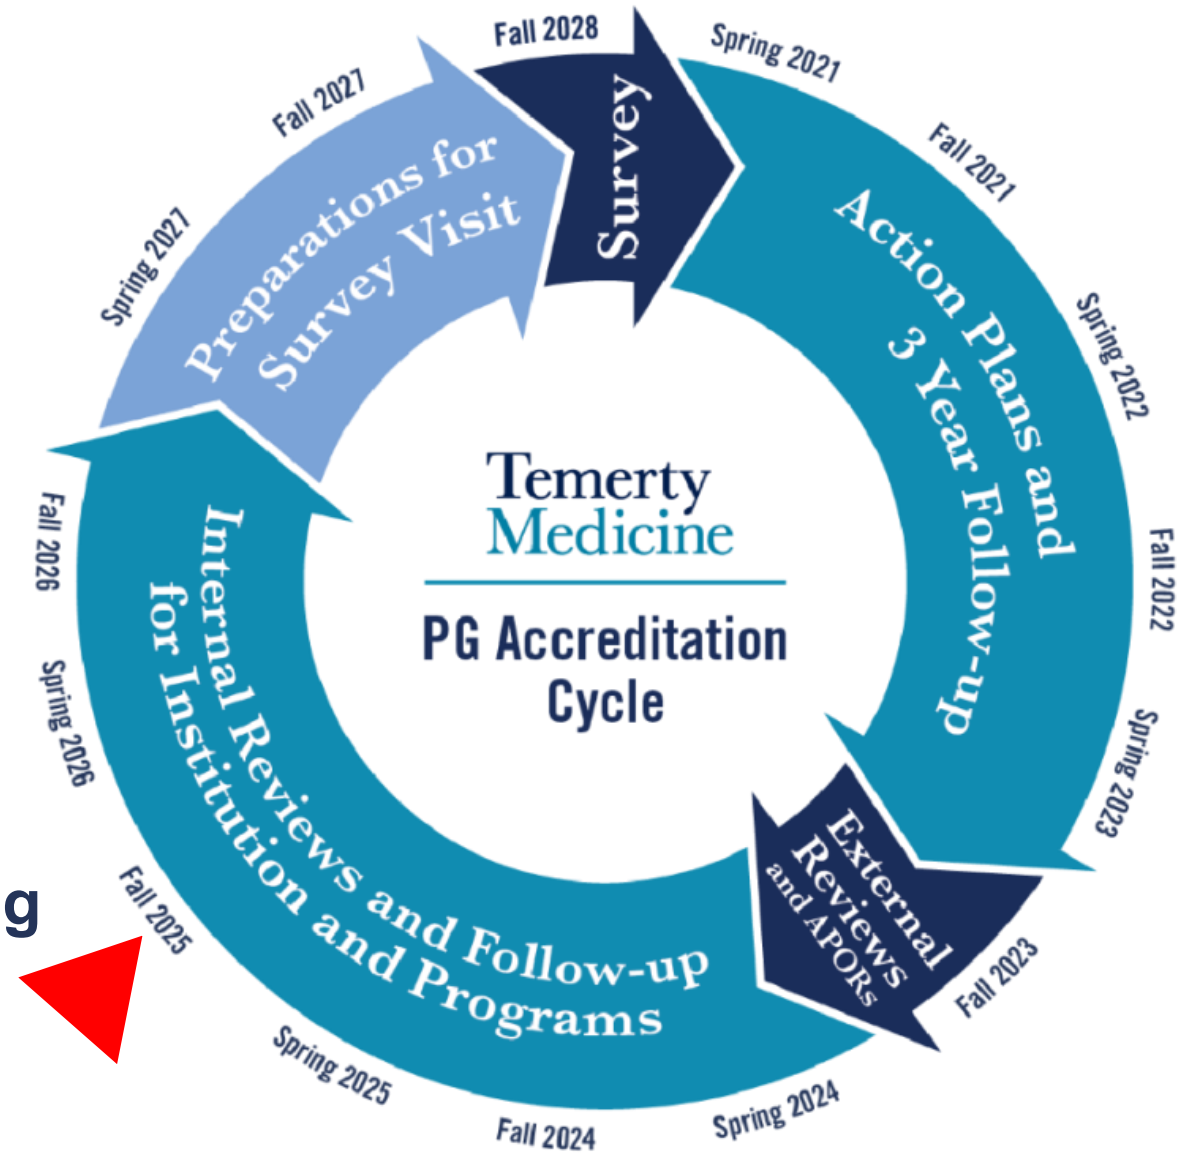 Fall 2028
Spring 2021
Fall 2021
Spring 2022
Fall 2022
Spring 2023
Fall 2023
Spring 2024
Fall 2024
Spring 2025
Fall 2025
Spring 2026
Fall 2026
Spring 2027
Fall 2027
Survey
Action Plans and
3 Year Follow-up
External
Reviews
and APORs
Internal Reviews and Follow-up
for Institution and Programs
Preparations for
Survey Visit
Temerty
Medicine
PG Accreditation
Cycle
g